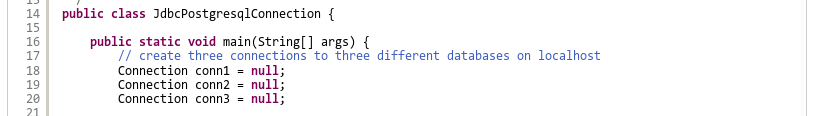 14 public class JdbcPostgresqlConnection {
15
16 public static void main(String[] args) {
17 // create three connections to three different databases on localhost
18 Connection conn1 = null;
19 Connection conn2 = null;
20 Connection conn3 = null;
21